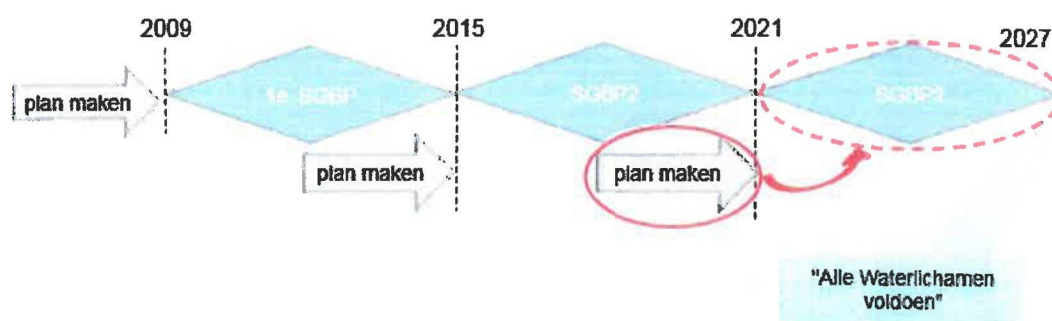 2009
2015
2021
2027
plan maken
1e SGBP
SGBP2
SGBP3
plan maken
plan maken
"Alle Waterlichamen
voldoen"